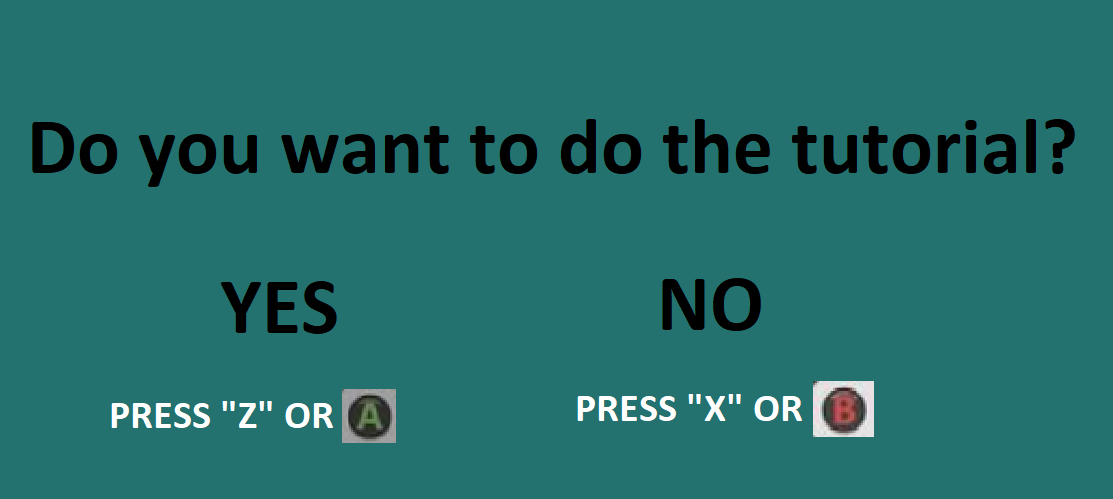 Do you want to do the tutorial?
YES
NO
PRESS "Z" OR A
PRESS "X" OR B